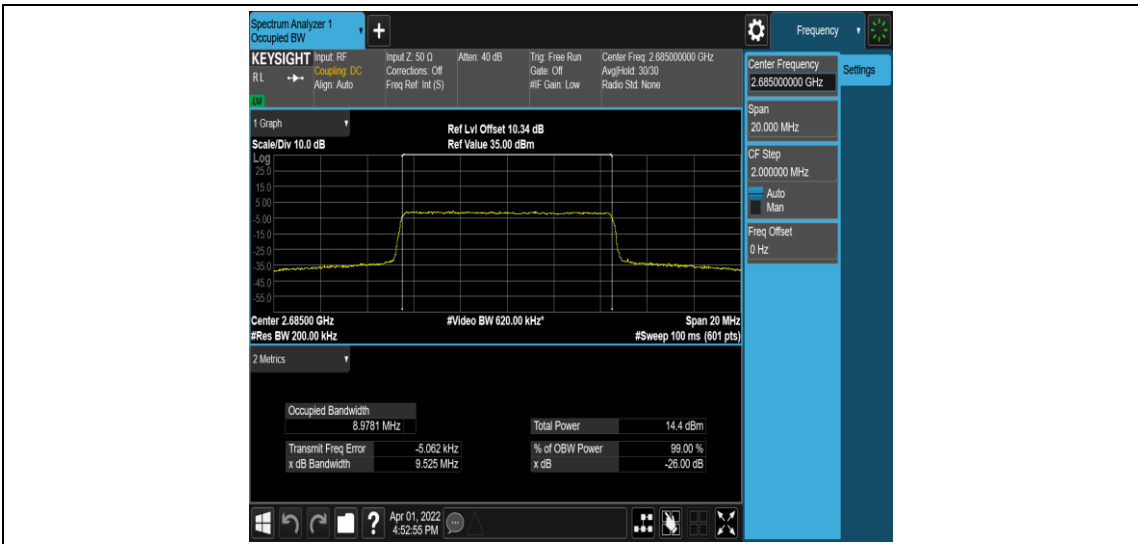 Spectrum Analyzer 1
Occupied BW
Frequency
KEYSIGHT
R L
LXI
Input: RF
Coupling: DC
Align: Auto
Input Z: 50 Ω
Corrections: Off
Freq Ref: Int (S)
Atten: 40 dB
Trig: Free Run
Gate: Off
#IF Gain: Low
Center Freq: 2.685000000 GHz
Avg|Hold: 30/30
Radio Std: None
Center Frequency
2.685000000 GHz
Settings
Span
20.000 MHz
CF Step
2.000000 MHz
Auto
Man
Freq Offset
0 Hz
1 Graph
Ref Lvl Offset 10.34 dB
Scale/Div 10.0 dB
Ref Value 35.00 dBm
Log
25.0
15.0
5.00
-5.00
-15.0
-25.0
-35.0
-45.0
-55.0
Center 2.68500 GHz
#Video BW 620.00 kHz*
Span 20 MHz
#Res BW 200.00 kHz
#Sweep 100 ms (601 pts)
2 Metrics
Occupied Bandwidth
8.9781 MHz
Total Power 14.4 dBm
Transmit Freq Error -5.062 kHz
% of OBW Power 99.00 %
x dB Bandwidth 9.525 MHz
x dB -26.00 dB
?
Apr 01, 2022
4:52:55 PM